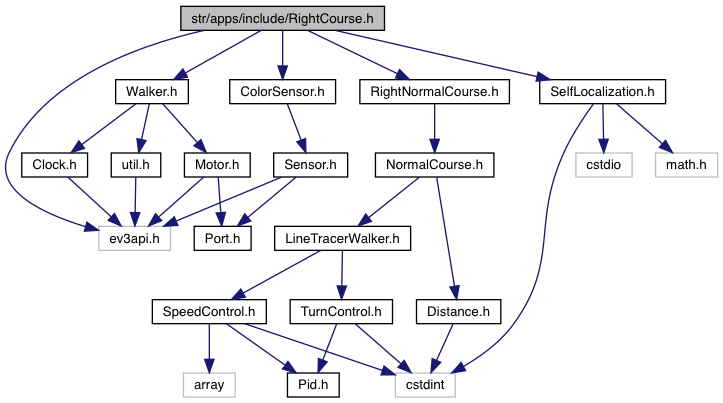 str/apps/include/RightCourse.h
Walker.h
ColorSensor.h
RightNormalCourse.h
SelfLocalization.h
Clock.h
util.h
Motor.h
Sensor.h
NormalCourse.h
cstdio
math.h
ev3api.h
Port.h
LineTracerWalker.h
SpeedControl.h
TurnControl.h
Distance.h
array
Pid.h
cstdint